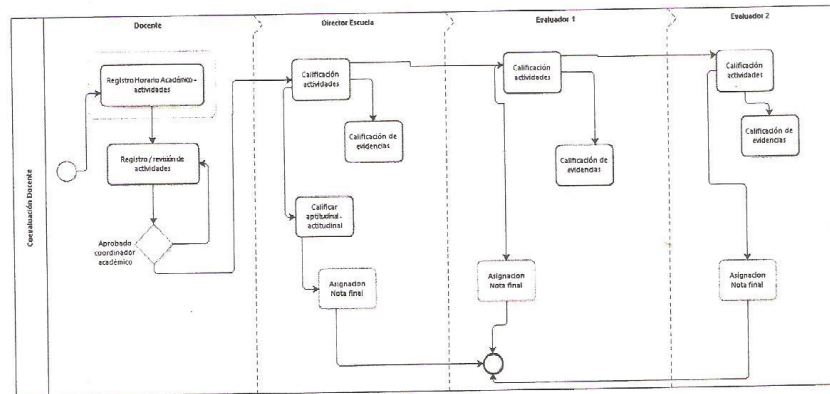 Docente
Director Escuela
Evaluador 1
Evaluador 2
Coevaluación Docente
Registro Horario Académico -
actividades
Registro / revisión de
actividades
Aprobado
coordinador
académico
Calificación
actividades
Calificación de
evidencias
Calificar
aptitudinal -
actitudinal
Asignacion
Nota final
Calificación
actividades
Calificación de
evidencias
Asignacion
Nota final
Calificación
actividades
Calificación de
evidencias
Asignacion
Nota final